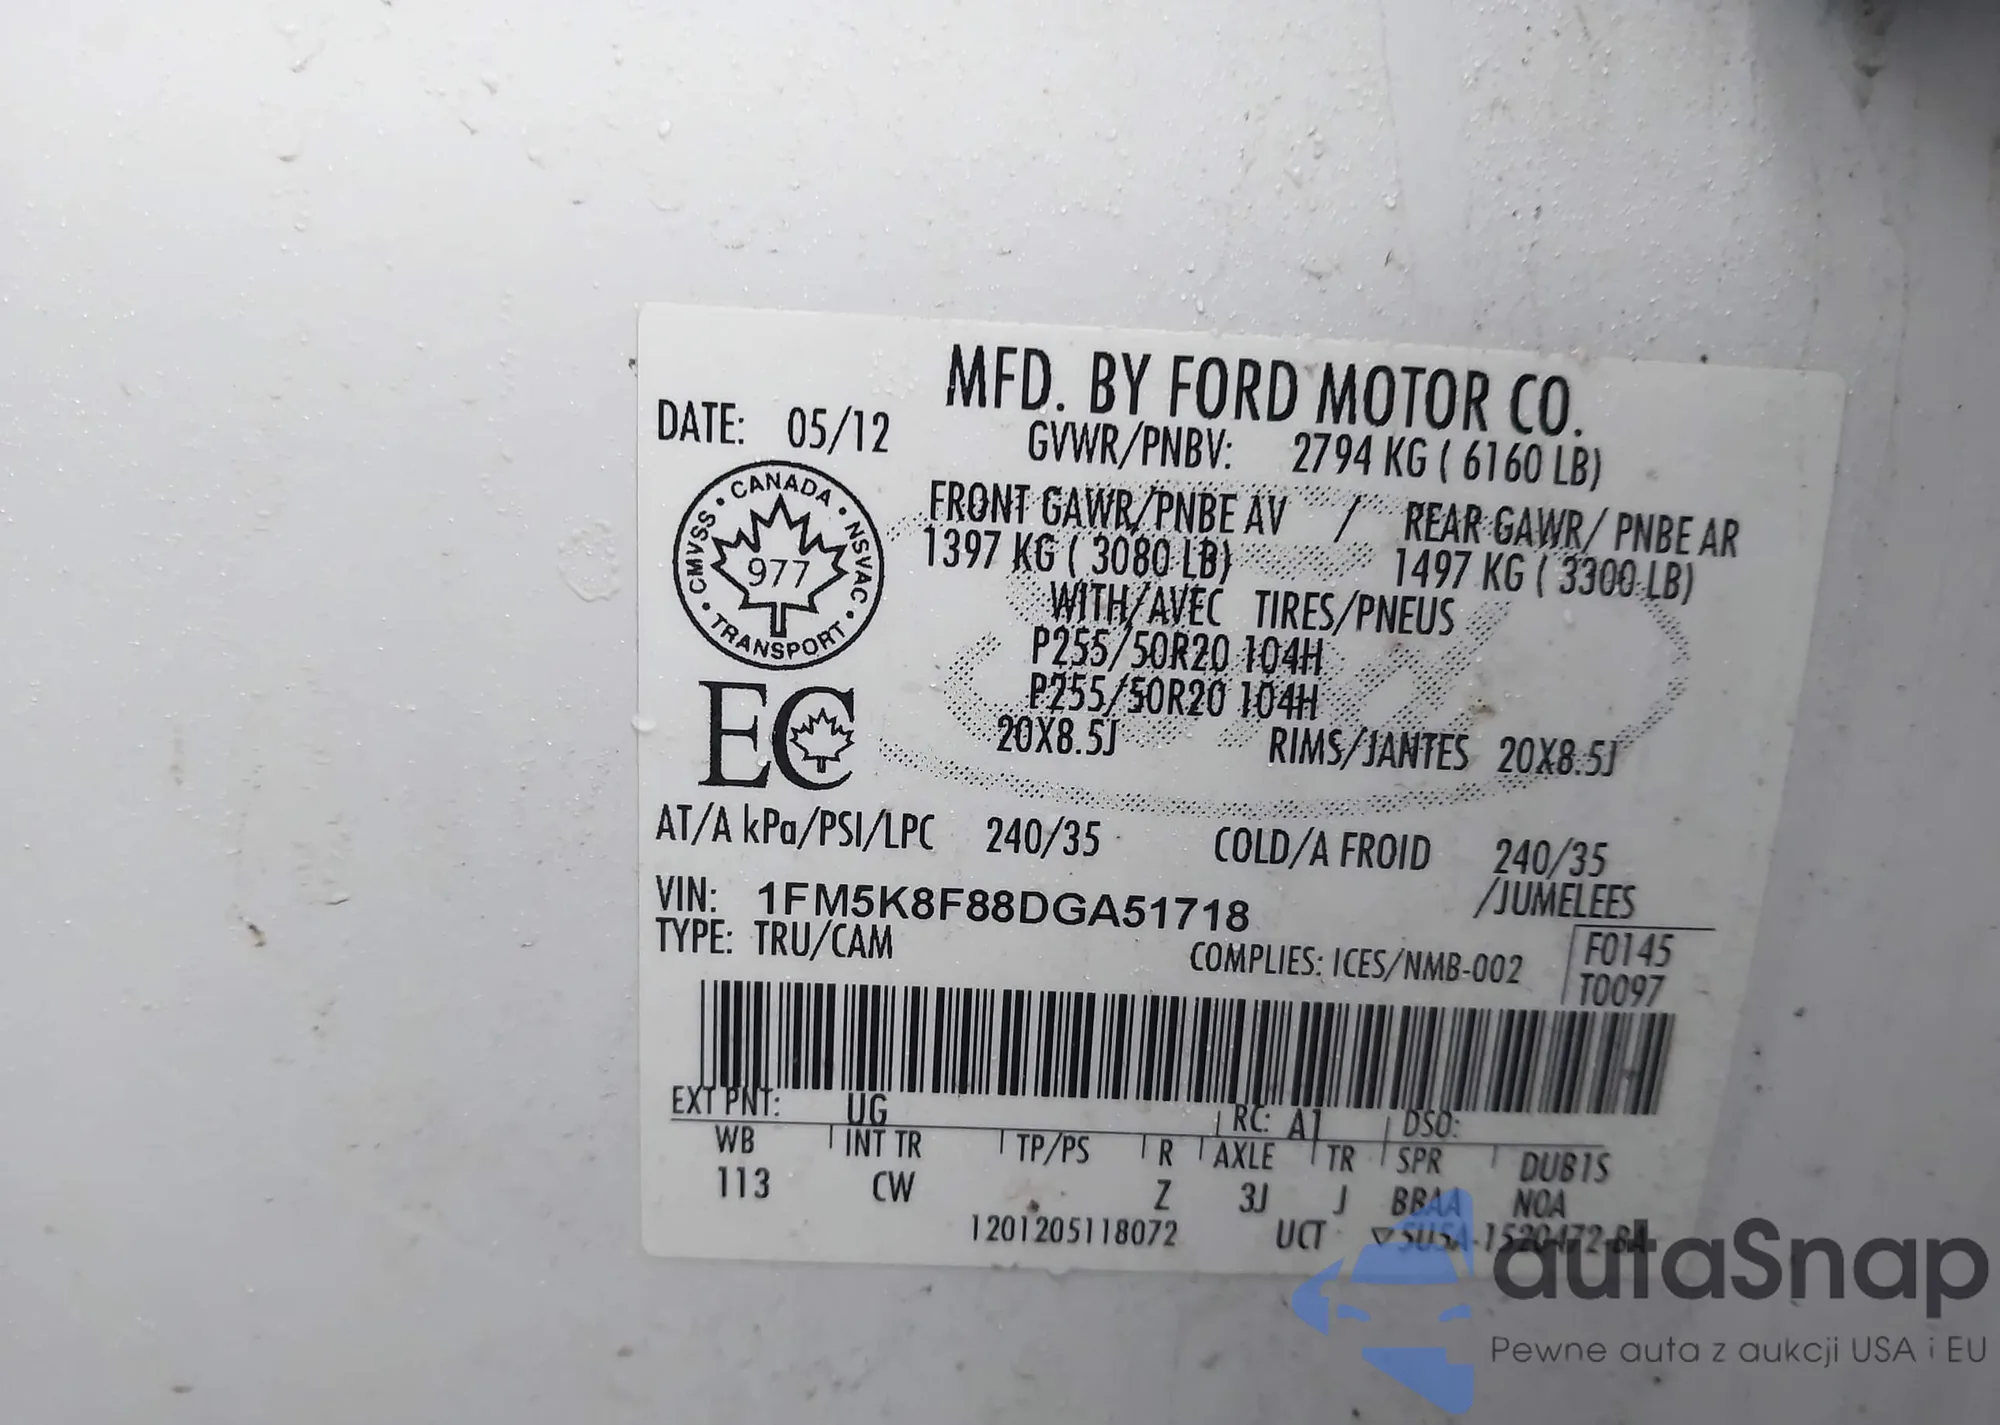 MFD. BY FORD MOTOR CO.
DATE: 05/12
GVWR/PNBV: 2794 KG ( 6160 LB)
FRONT GAWR/PNBE AV / REAR GAWR/ PNBE AR
1397 KG ( 3080 LB) 1497 KG ( 3300 LB)
WITH/AVEC TIRES/PNEUS
P255/50R20 104H
P255/50R20 104H
20X8.5J RIMS/JANTES 20X8.5J
CANADA • NSVAC • TRANSPORT • CMVSS •
977
EC
AT/A kPa/PSI/LPC 240/35 COLD/A FROID 240/35
/JUMELEES
VIN: 1FM5K8F88DGA51718
TYPE: TRU/CAM
COMPLIES: ICES/NMB-002
F0145
T0097
EXT PNT: UG RC: A1 DSO:
WB INT TR TP/PS R AXLE TR SPR DUB1S
113 CW Z 3J J BBAA NOA
1201205118072 UCT ▽SU5A-1520472-BA
autaSnap
Pewne auta z aukcji USA i EU